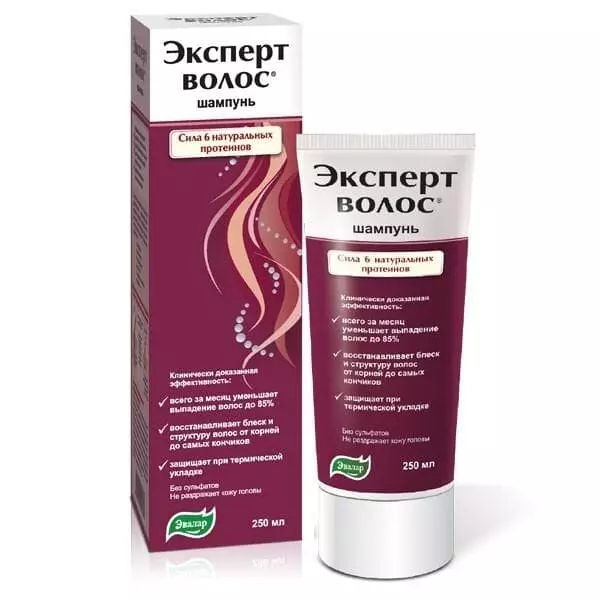 Эксперт
волос®
шампунь
Сила 6 натуральных
протеинов
Клинически доказанная
эффективность:
всего за месяц уменьшает
выпадение волос до 85%
восстанавливает блеск и
структуру волос от корней
до самых кончиков
защищает при термической
укладке
Без сульфатов
Не раздражает кожу головы
Эвалар
250 мл
Эксперт
волос®
шампунь
Сила 6 натуральных
протеинов
Клинически доказанная
эффективность:
всего за месяц
уменьшает выпадение
волос до 85%
восстанавливает блеск
и структуру волос
от корней до самых
кончиков
защищает при
термической укладке
Без сульфатов
Не раздражает кожу головы
Эвалар
250 мл